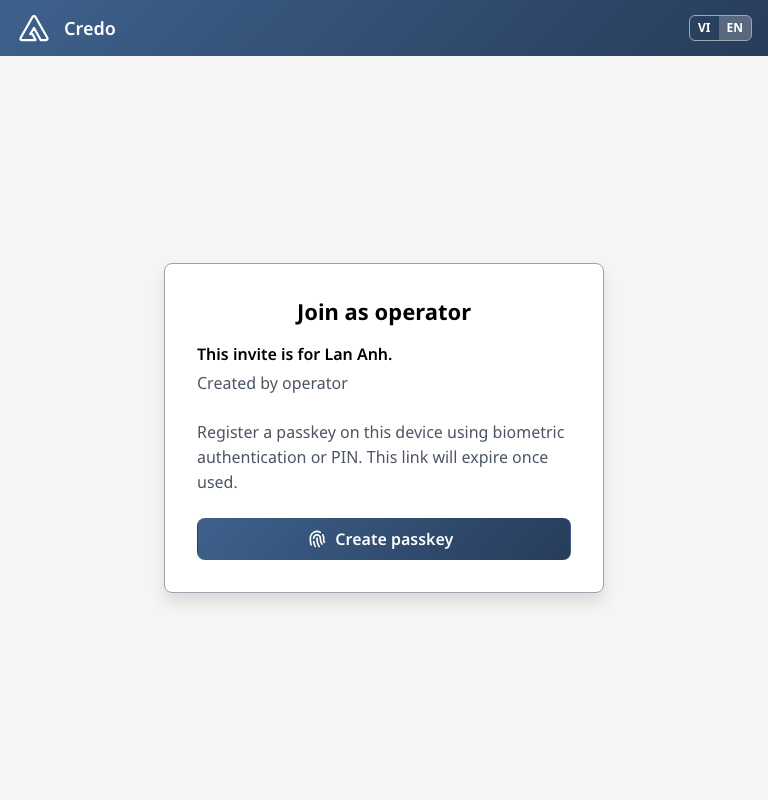 Credo
VI EN
Join as operator
This invite is for Lan Anh.
Created by operator
Register a passkey on this device using biometric
authentication or PIN. This link will expire once
used.
Create passkey